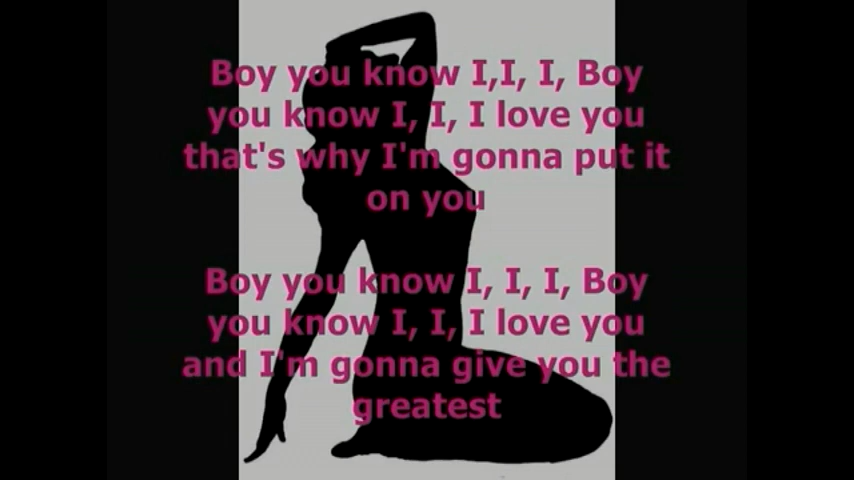 Boy you know I,I, I, Boy
you know I, I, I love you
that's why I'm gonna put it
on you
Boy you know I, I, I, Boy
you know I, I, I love you
and I'm gonna give you the
greatest